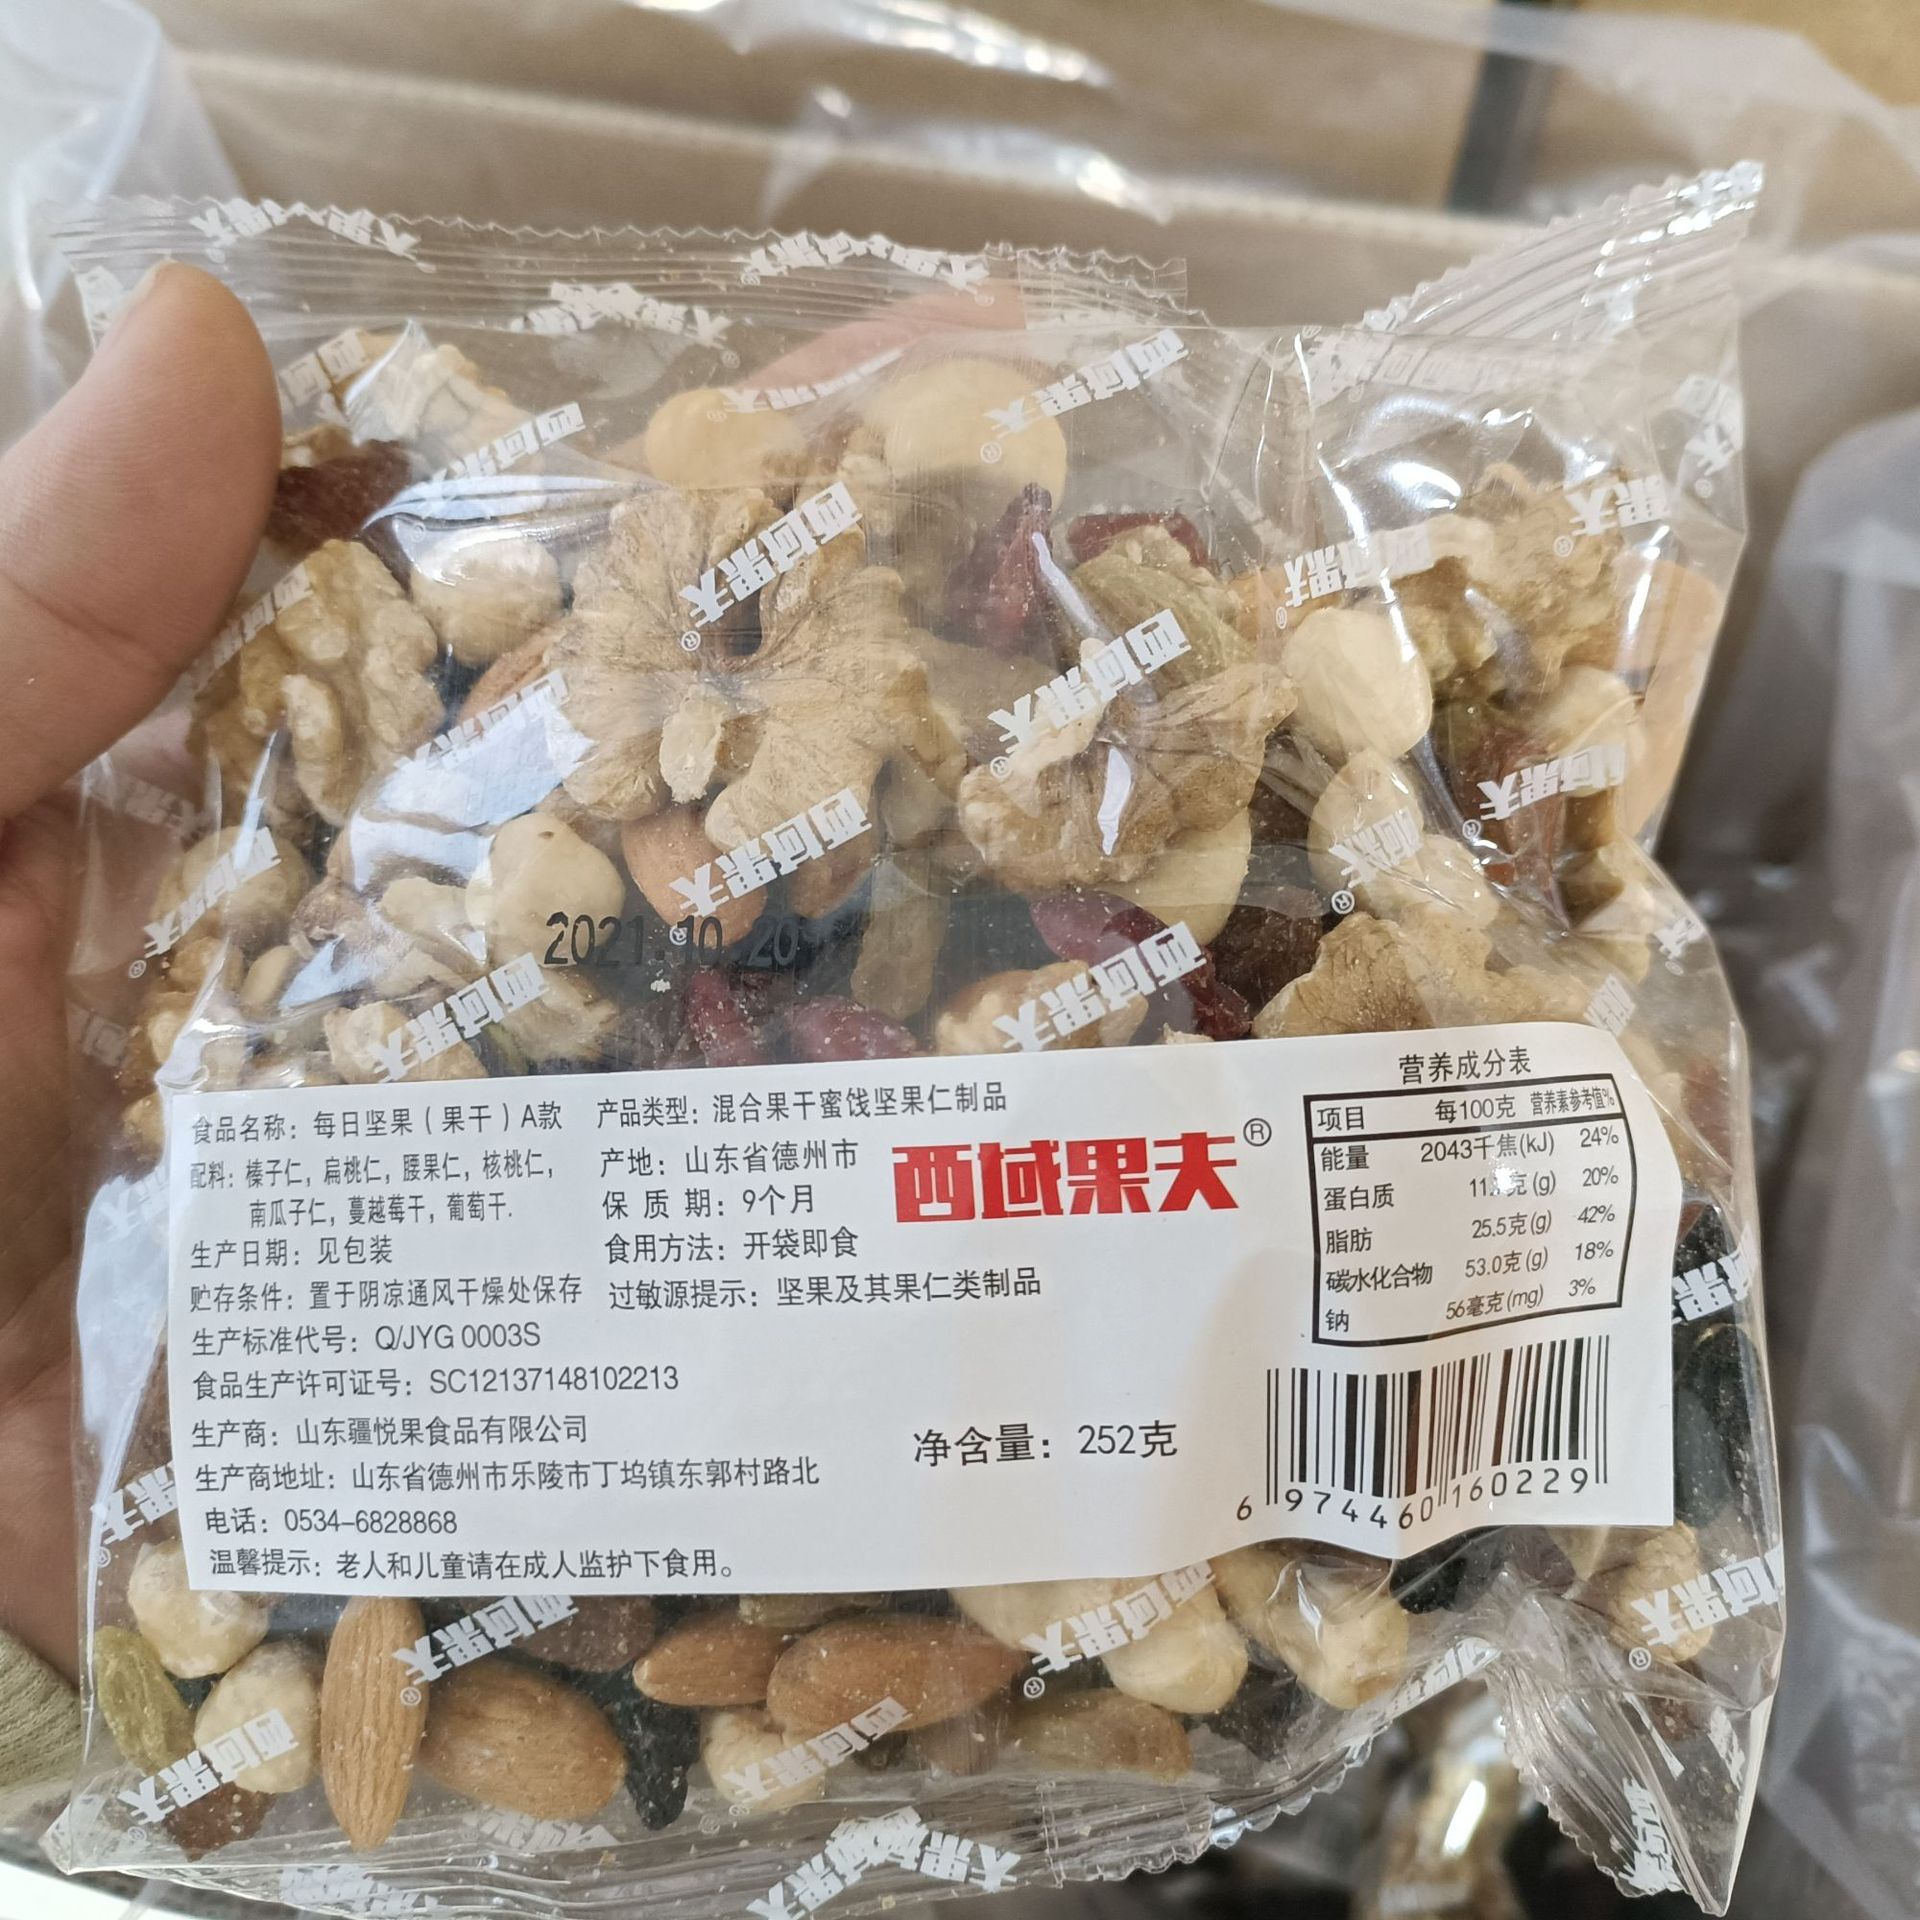 2021.10.20
食品名称：每日坚果（果干）A款
产品类型：混合果干蜜饯坚果仁制品
配料：榛子仁，扁桃仁，腰果仁，核桃仁，
南瓜子仁，蔓越莓干，葡萄干.
产地：山东省德州市
保质期：9个月
生产日期：见包装
食用方法：开袋即食
贮存条件：置于阴凉通风干燥处保存
过敏源提示：坚果及其果仁类制品
生产标准代号：Q/JYG 0003S
食品生产许可证号：SC12137148102213
生产商：山东疆悦果食品有限公司
生产商地址：山东省德州市乐陵市丁坞镇东郭村路北
电话：0534-6828868
温馨提示：老人和儿童请在成人监护下食用。
西域果夫®
净含量：252克
营养成分表
项目 每100克 营养素参考值%
能量 2043千焦(kJ) 24%
蛋白质 克(g) 20%
脂肪 25.5克(g) 42%
碳水化合物 53.0克(g) 18%
钠 56毫克(mg) 3%
6 974460 160229